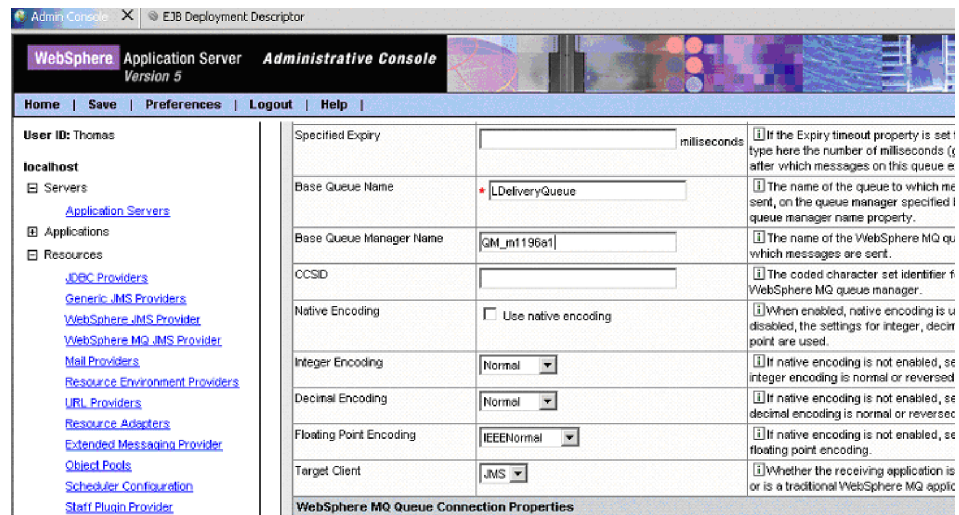 Admin Console X EJB Deployment Descriptor
WebSphere Application Server Administrative Console
Version 5
Home | Save | Preferences | Logout | Help |
User ID: Thomas
localhost
Servers
Application Servers
Applications
Resources
JDBC Providers
Generic JMS Providers
WebSphere JMS Provider
WebSphere MQ JMS Provider
Mail Providers
Resource Environment Providers
URL Providers
Resource Adapters
Extended Messaging Provider
Object Pools
Scheduler Configuration
Staff Plugin Provider
Specified Expiry milliseconds
If the Expiry timeout property is set
type here the number of milliseconds (
after which messages on this queue e
Base Queue Name * LDeliveryQueue
The name of the queue to which me
sent, on the queue manager specified
queue manager name property.
Base Queue Manager Name QM_m1196a1
The name of the WebSphere MQ qu
which messages are sent.
CCSID
The coded character set identifier f
WebSphere MQ queue manager.
Native Encoding Use native encoding
When enabled, native encoding is u
disabled, the settings for integer, decim
point are used.
Integer Encoding Normal
If native encoding is not enabled, se
integer encoding is normal or reversed
Decimal Encoding Normal
If native encoding is not enabled, se
decimal encoding is normal or reversed
Floating Point Encoding IEEENormal
If native encoding is not enabled, se
floating point encoding.
Target Client JMS
Whether the receiving application is
or is a traditional WebSphere MQ applic
WebSphere MQ Queue Connection Properties